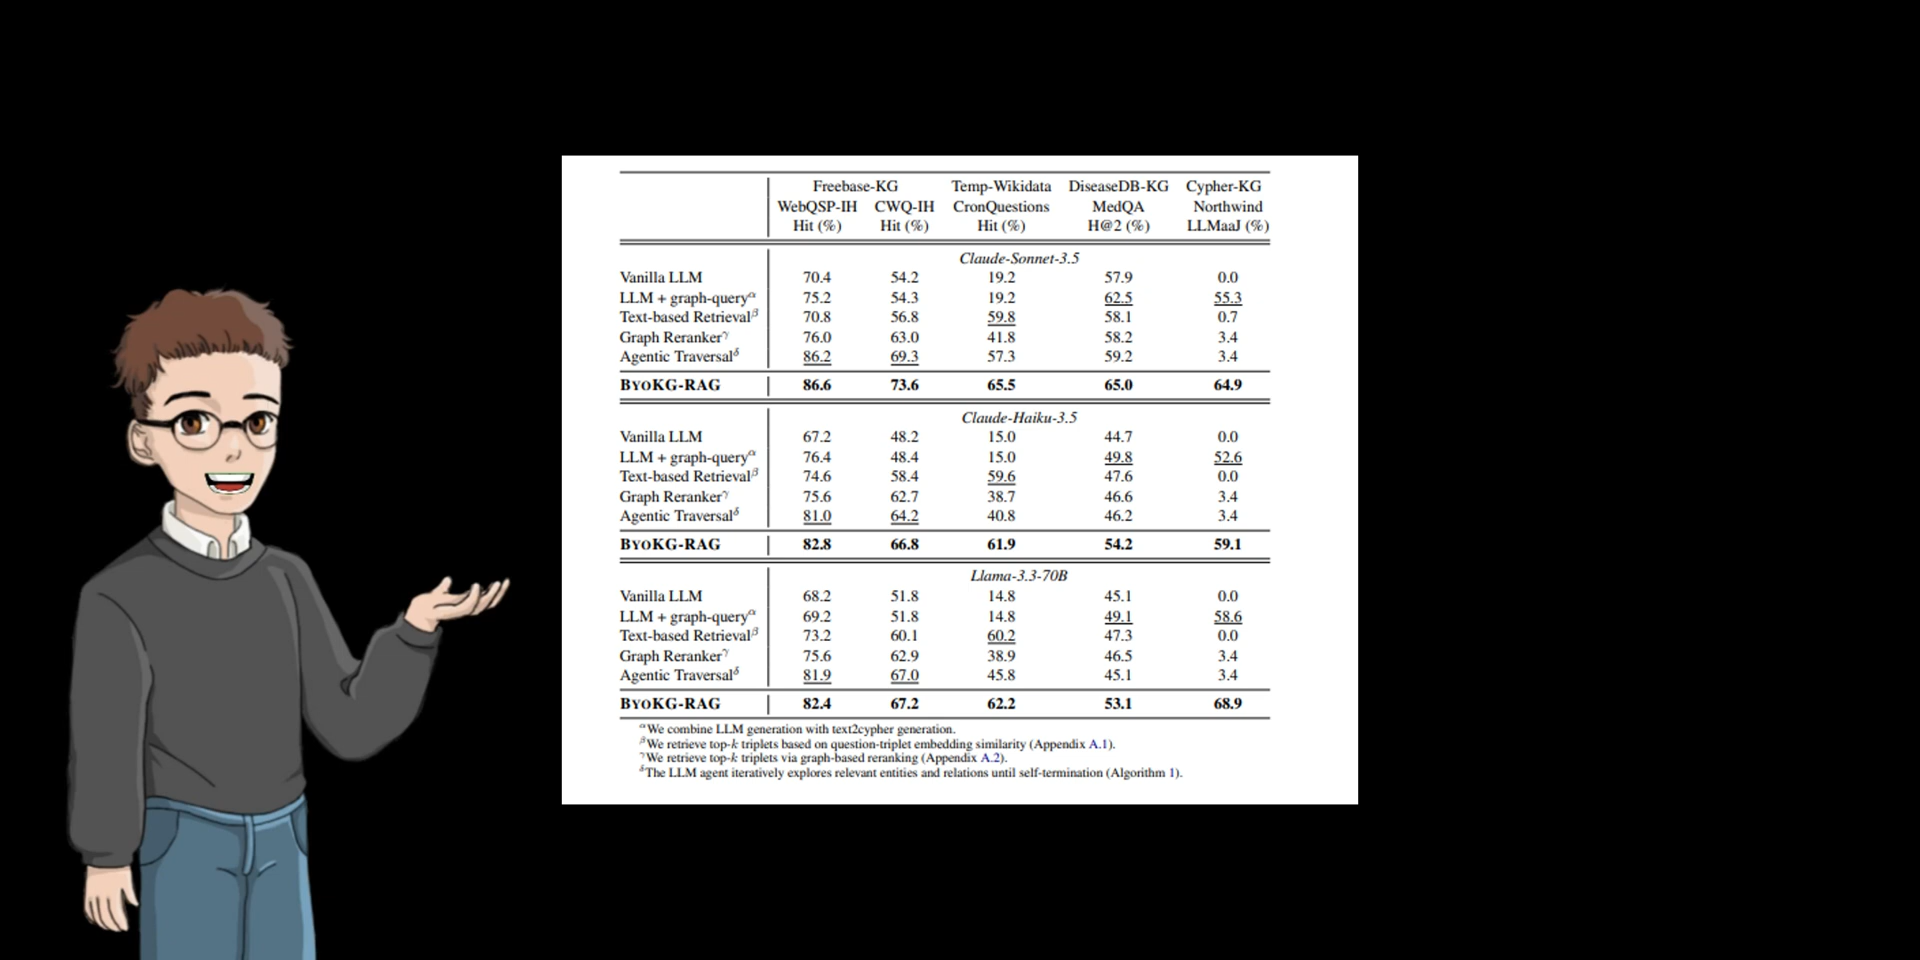 Freebase-KG Temp-Wikidata DiseaseDB-KG Cypher-KG
WebQSP-IH CWQ-IH CronQuestions MedQA Northwind
Hit (%) Hit (%) Hit (%) H@2 (%) LLMaaJ (%)
Claude-Sonnet-3.5
Vanilla LLM 70.4 54.2 19.2 57.9 0.0
LLM + graph-queryα 75.2 54.3 19.2 62.5 55.3
Text-based Retrievalβ 70.8 56.8 59.8 58.1 0.7
Graph Rerankerγ 76.0 63.0 41.8 58.2 3.4
Agentic Traversalδ 86.2 69.3 57.3 59.2 3.4
BYOKG-RAG 86.6 73.6 65.5 65.0 64.9
Claude-Haiku-3.5
Vanilla LLM 67.2 48.2 15.0 44.7 0.0
LLM + graph-queryα 76.4 48.4 15.0 49.8 52.6
Text-based Retrievalβ 74.6 58.4 59.6 47.6 0.0
Graph Rerankerγ 75.6 62.7 38.7 46.6 3.4
Agentic Traversalδ 81.0 64.2 40.8 46.2 3.4
BYOKG-RAG 82.8 66.8 61.9 54.2 59.1
Llama-3.3-70B
Vanilla LLM 68.2 51.8 14.8 45.1 0.0
LLM + graph-queryα 69.2 51.8 14.8 49.1 58.6
Text-based Retrievalβ 73.2 60.1 60.2 47.3 0.0
Graph Rerankerγ 75.6 62.9 38.9 46.5 3.4
Agentic Traversalδ 81.9 67.0 45.8 45.1 3.4
BYOKG-RAG 82.4 67.2 62.2 53.1 68.9
αWe combine LLM generation with text2cypher generation.
βWe retrieve top-k triplets based on question-triplet embedding similarity (Appendix A.1).
γWe retrieve top-k triplets via graph-based reranking (Appendix A.2).
δThe LLM agent iteratively explores relevant entities and relations until self-termination (Algorithm 1).